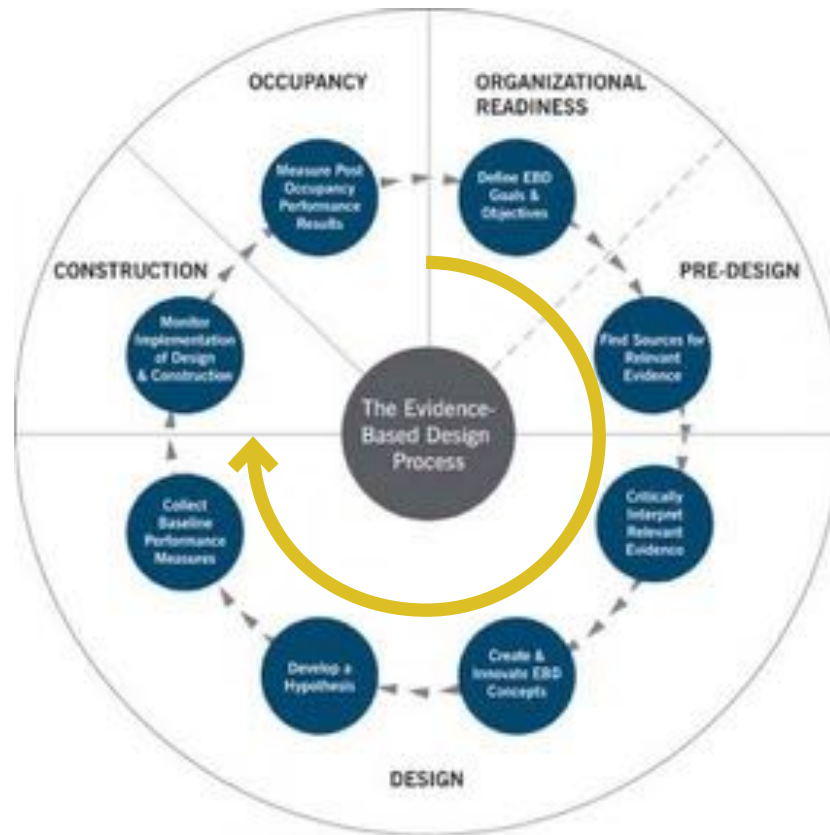 OCCUPANCY
ORGANIZATIONAL
READINESS
Measure Post
Occupancy
Performance
Results
Define EBD
Goals &
Objectives
CONSTRUCTION
PRE-DESIGN
Monitor
Implementation
of Design
& Construction
Find Sources for
Relevant
Evidence
The Evidence-
Based Design
Process
Critically
Interpret
Relevant
Evidence
Collect
Baseline
Performance
Measures
Create &
Innovate EBD
Concepts
Develop a
Hypothesis
DESIGN